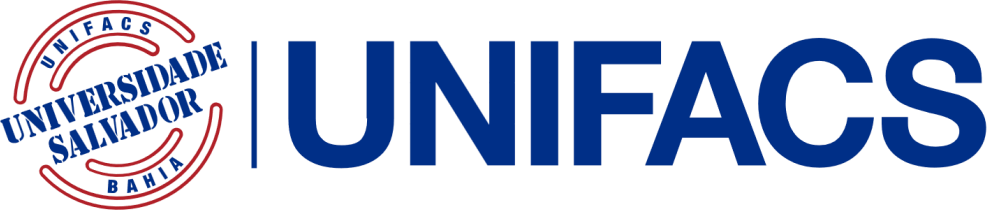 UNIFACS
UNIVERSIDADE
SALVADOR
BAHIA
UNIFACS